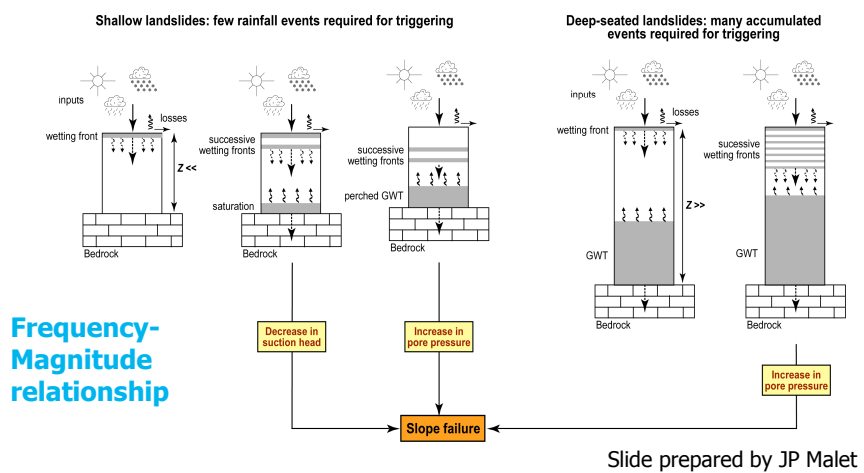 Shallow landslides: few rainfall events required for triggering
Deep-seated landslides: many accumulated
events required for triggering
inputs
losses
wetting front
Z <<
Bedrock
successive
wetting fronts
saturation
Bedrock
successive
wetting fronts
perched GWT
Bedrock
inputs
losses
wetting front
Z >>
GWT
Bedrock
sucessive
wetting fronts
GWT
Bedrock
Frequency-
Magnitude
relationship
Decrease in
suction head
Increase in
pore pressure
Increase in
pore pressure
Slope failure
Slide prepared by JP Malet